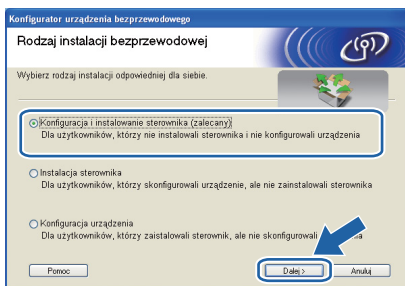 Konfigurator urządzenia bezprzewodowego
Rodzaj instalacji bezprzewodowej
Wybierz rodzaj instalacji odpowiedniej dla siebie.
Konfiguracja i instalowanie sterownika (zalecany)
Dla użytkowników, którzy nie instalowali sterownika i nie konfigurowali urządzenia
Instalacja sterownika
Dla użytkowników, którzy skonfigurowali urządzenie, ale nie zainstalowali sterownika
Konfiguracja urządzenia
Dla użytkowników, którzy zaistalowali sterownik, ale nie skonfigurowali
Pomoc
Dalej >
Anuluj